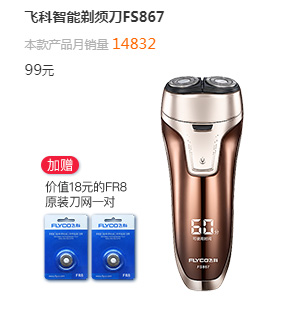 飞科智能剃须刀FS867
本款产品月销量 14832
99元
加赠
价值18元的FR8
原装刀网一对
FLYCO飞科
FR8
FLYCO飞科
FR8
60分
FLYCO飞科
FS867